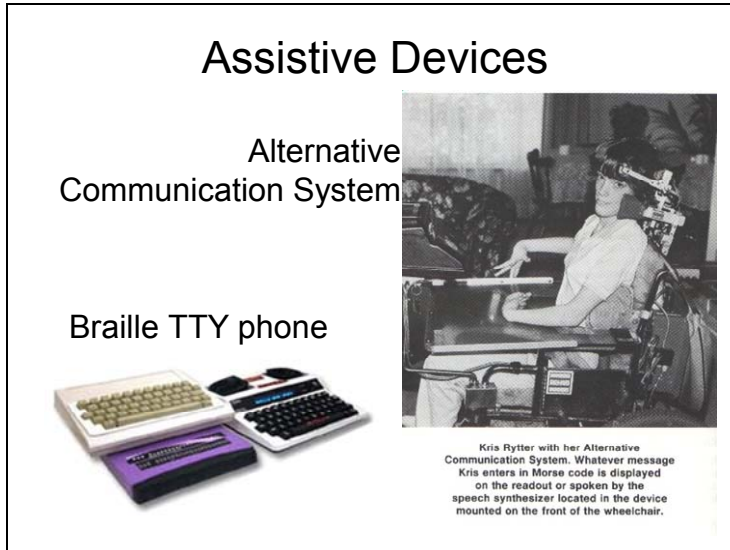 Assistive Devices
Alternative
Communication System
Braille TTY phone
Kris Rytter with her Alternative
Communication System. Whatever message
Kris enters in Morse code is displayed
on the readout or spoken by the
speech synthesizer located in the device
mounted on the front of the wheelchair.